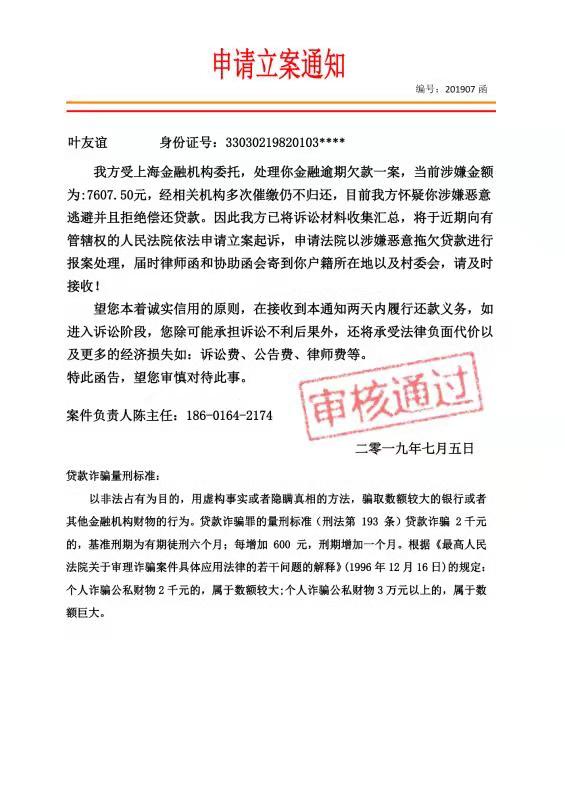 申请立案通知
编号：201907 函
叶友谊 身份证号：33030219820103****
我方受上海金融机构委托，处理你金融逾期欠款一案，当前涉嫌金额
为:7607.50元，经相关机构多次催缴仍不归还，目前我方怀疑你涉嫌恶意
逃避并且拒绝偿还贷款。因此我方已将诉讼材料收集汇总，将于近期向有
管辖权的人民法院依法申请立案起诉，申请法院以涉嫌恶意拖欠贷款进行
报案处理，届时律师函和协助函会寄到你户籍所在地以及村委会，请及时
接收！
望您本着诚实信用的原则，在接收到本通知两天内履行还款义务，如
进入诉讼阶段，您除可能承担诉讼不利后果外，还将承受法律负面代价以
及更多的经济损失如：诉讼费、公告费、律师费等。
特此函告，望您审慎对待此事。
审核通过
案件负责人陈主任：186-0164-2174
二零一九年七月五日
贷款诈骗量刑标准：
以非法占有为目的，用虚构事实或者隐瞒真相的方法，骗取数额较大的银行或者
其他金融机构财物的行为。贷款诈骗罪的量刑标准（刑法第 193 条）贷款诈骗 2千元
的，基准刑期为有期徒刑六个月；每增加 600 元，刑期增加一个月。根据《最高人民
法院关于审理诈骗案件具体应用法律的若干问题的解释》(1996 年 12 月 16 日)的规定：
个人诈骗公私财物 2 千元的，属于数额较大;个人诈骗公私财物 3 万元以上的，属于数
额巨大。